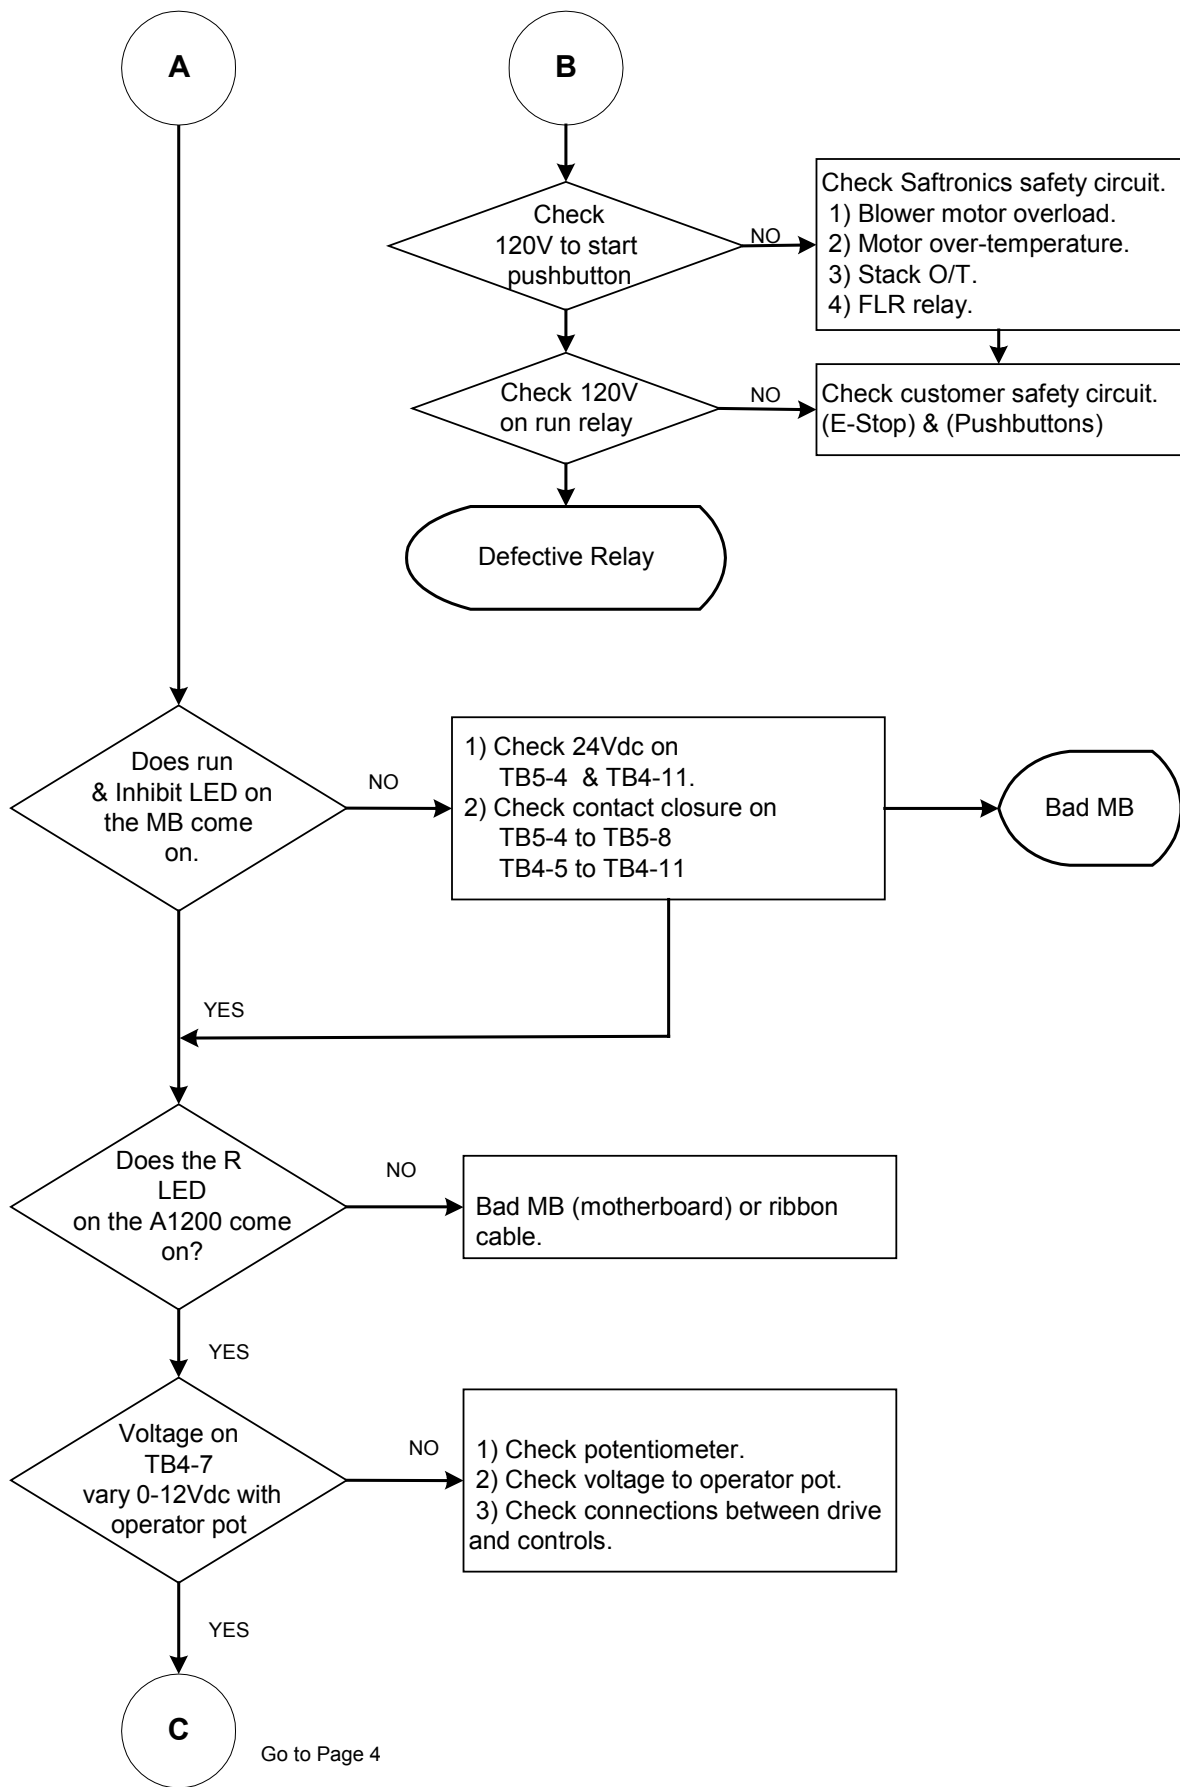 A
B
Check
120V to start
pushbutton
NO
Check Saftronics safety circuit.
1) Blower motor overload.
2) Motor over-temperature.
3) Stack O/T.
4) FLR relay.
Check 120V
on run relay
NO
Check customer safety circuit.
(E-Stop) & (Pushbuttons)
Defective Relay
Does run
& Inhibit LED on
the MB come
on.
NO
1) Check 24Vdc on
TB5-4 & TB4-11.
2) Check contact closure on
TB5-4 to TB5-8
TB4-5 to TB4-11
Bad MB
YES
Does the R
LED
on the A1200 come
on?
NO
Bad MB (motherboard) or ribbon
cable.
YES
Voltage on
TB4-7
vary 0-12Vdc with
operator pot
NO
1) Check potentiometer.
2) Check voltage to operator pot.
3) Check connections between drive
and controls.
YES
C
Go to Page 4